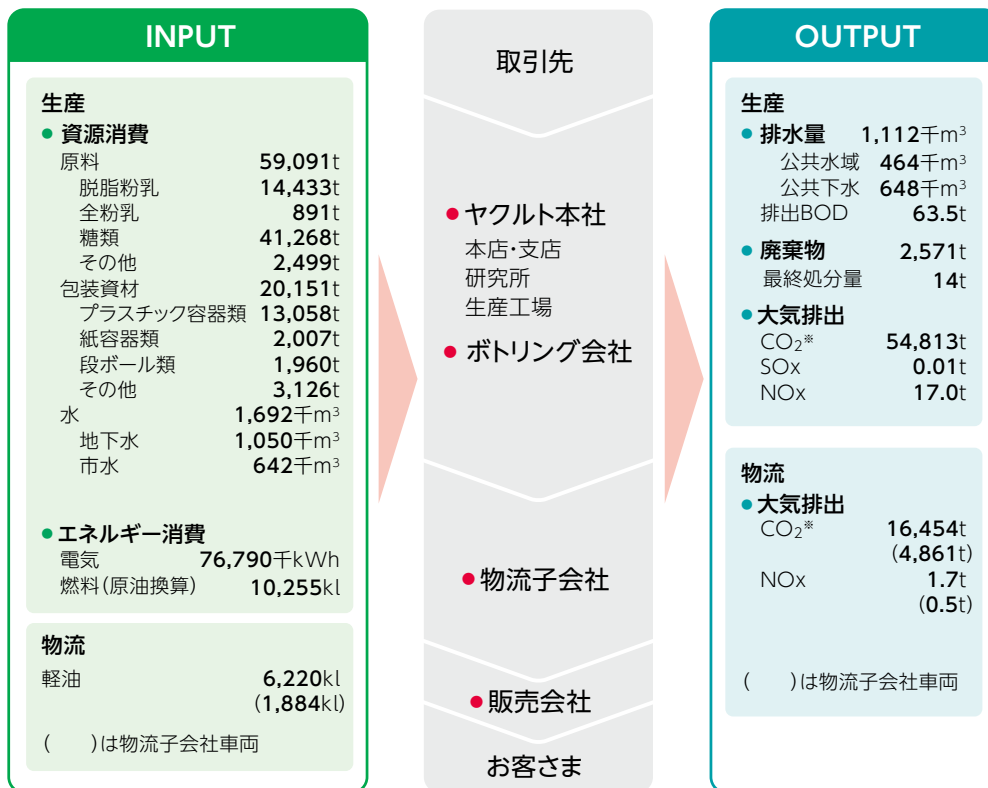 INPUT
生産
● 資源消費
原料 59,091t
脱脂粉乳 14,433t
全粉乳 891t
糖類 41,268t
その他 2,499t
包装資材 20,151t
プラスチック容器類 13,058t
紙容器類 2,007t
段ボール類 1,960t
その他 3,126t
水 1,692千m³
地下水 1,050千m³
市水 642千m³
● エネルギー消費
電気 76,790千kWh
燃料(原油換算) 10,255kl
物流
軽油 6,220kl
(1,884kl)
(　　)は物流子会社車両
取引先
● ヤクルト本社
本店・支店
研究所
生産工場
● ボトリング会社
● 物流子会社
● 販売会社
お客さま
OUTPUT
生産
● 排水量 1,112千m³
公共水域 464千m³
公共下水 648千m³
排出BOD 63.5t
● 廃棄物 2,571t
最終処分量 14t
● 大気排出
CO₂※ 54,813t
SOx 0.01t
NOx 17.0t
物流
● 大気排出
CO₂※ 16,454t
(4,861t)
NOx 1.7t
(0.5t)
(　　)は物流子会社車両